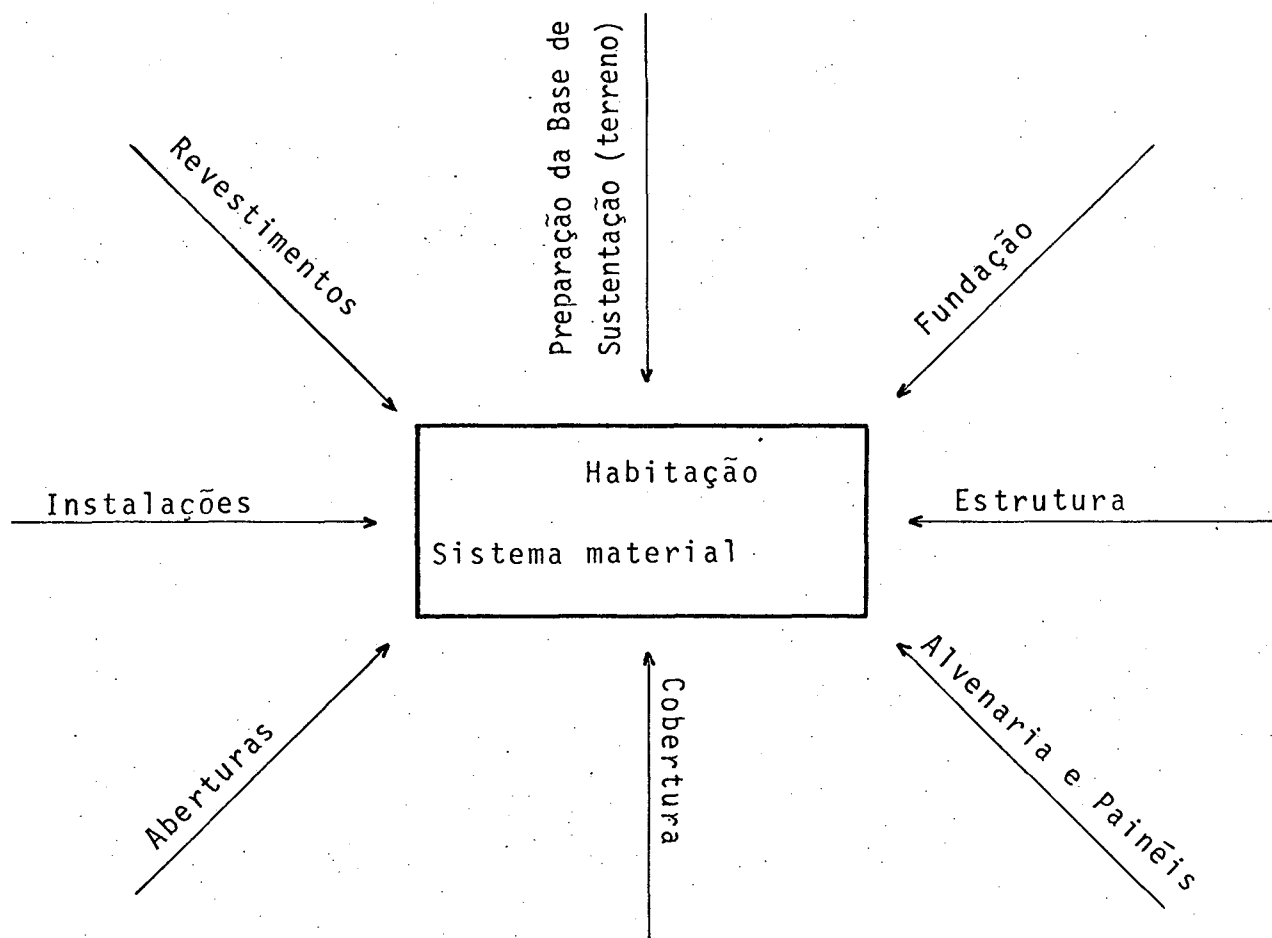 Preparação da Base de
Sustentação (terreno)
Revestimentos
Fundação
Habitação
Sistema material
Instalações
Estrutura
Aberturas
Cobertura
Alvenaria e Painéis